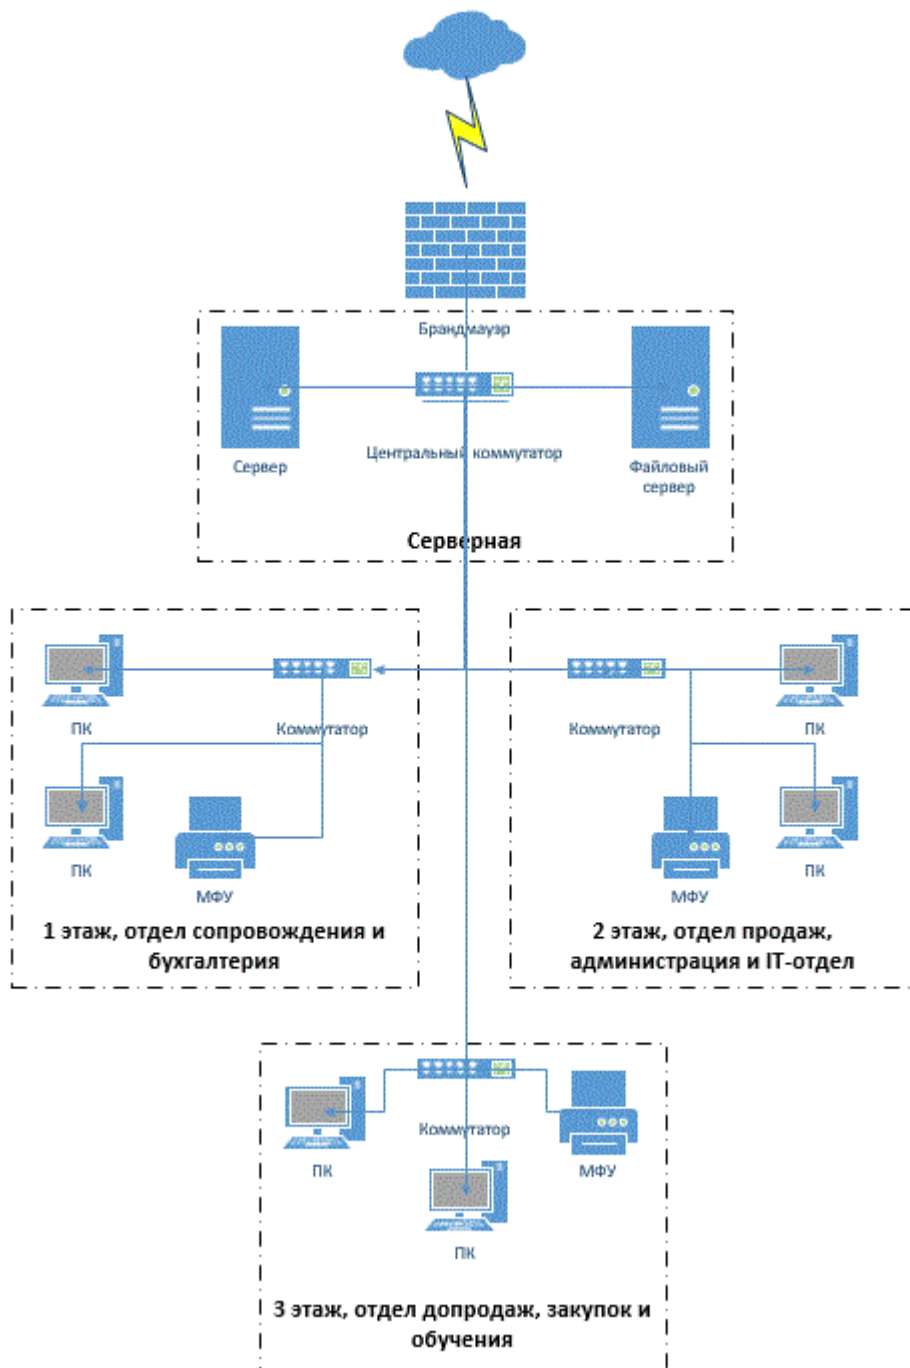 Брандмауэр
Центральный коммутатор
Сервер
Файловый
сервер
Серверная
ПК
Коммутатор
ПК
МФУ
1 этаж, отдел сопровождения и
бухгалтерия
Коммутатор
ПК
МФУ
ПК
2 этаж, отдел продаж,
администрация и IT-отдел
ПК
Коммутатор
МФУ
ПК
3 этаж, отдел допродаж, закупок и
обучения